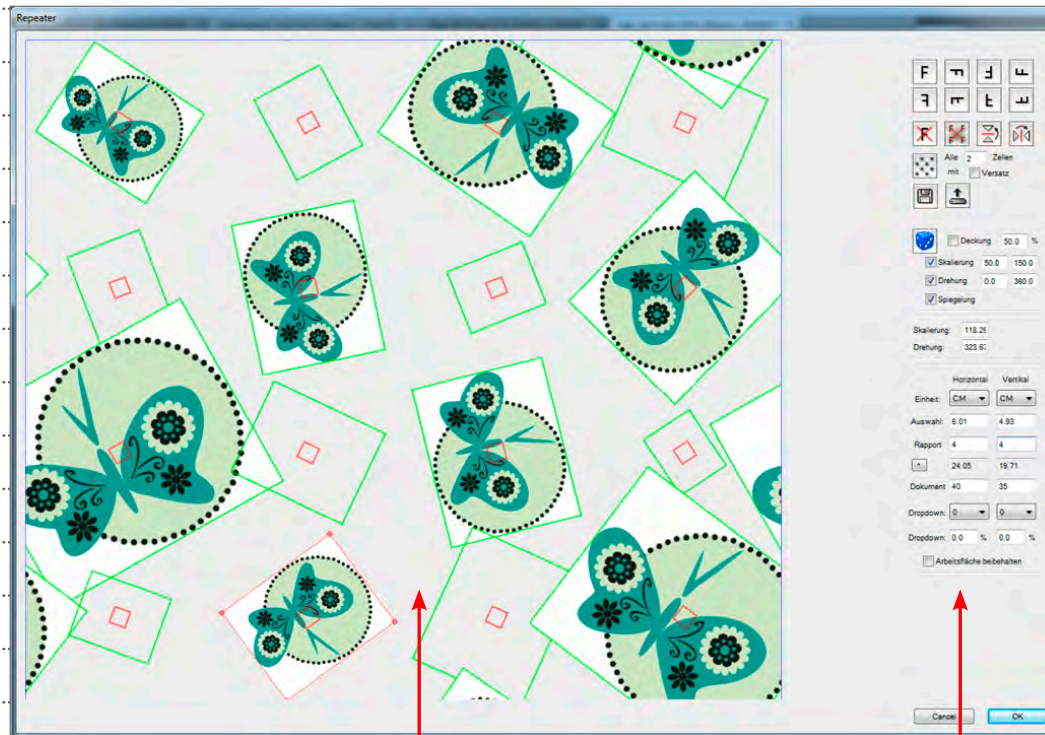 Repeater
F
F
Alle 2 Zeilen
mit Versatz
Deckung 50.0 %
Skalierung 50.0 150.0
Drehung 0.0 360.0
Spiegelung
Skalierung: 118.29
Drehung: 323.67
Horizontal Vertikal
Einheit: CM CM
Auswahl: 6.01 4.93
Rapport 4 4
24.05 19.71
Dokument 40 35
Dropdown: 0 0
Dropdown: 0.0 % 0.0 %
Arbeitsfläche beibehalten
Cancel OK